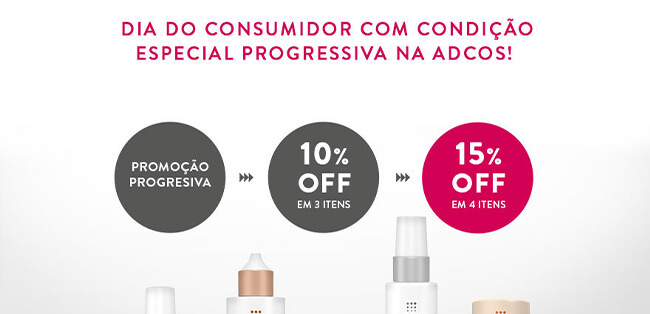 DIA DO CONSUMIDOR COM CONDIÇÃO
ESPECIAL PROGRESSIVA NA ADCOS!
PROMOÇÃO
PROGRESIVA
10%
OFF
EM 3 ITENS
15%
OFF
EM 4 ITENS